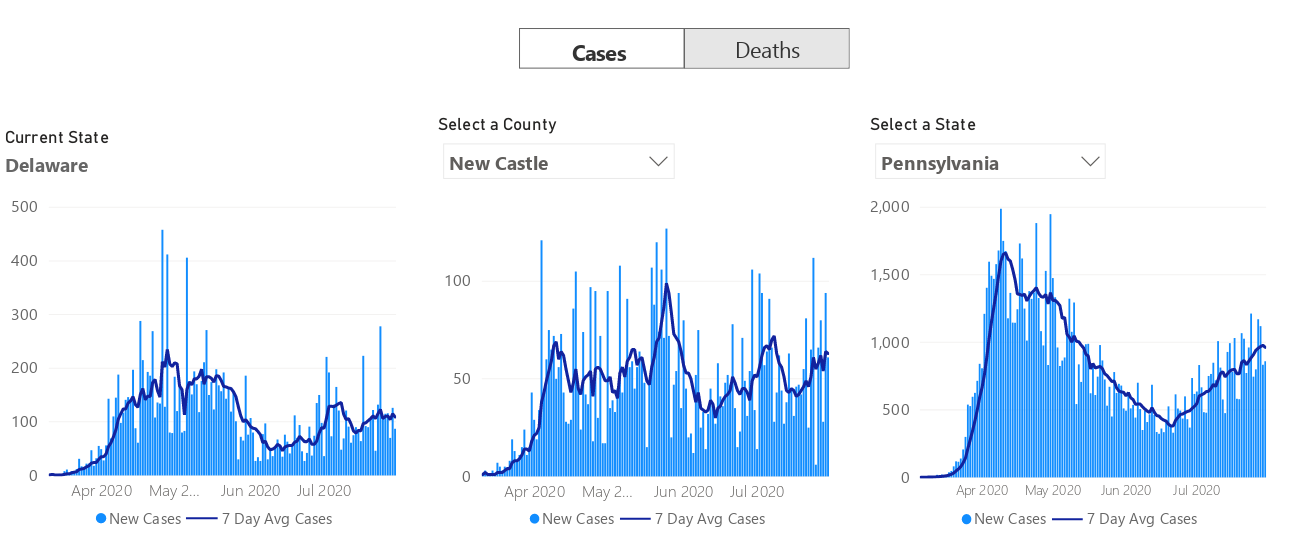 Cases Deaths
Current State
Delaware
Select a County
New Castle
Select a State
Pennsylvania
500
400
300
200
100
0
Apr 2020 May 2... Jun 2020 Jul 2020
New Cases 7 Day Avg Cases
100
50
0
Apr 2020 May 2... Jun 2020 Jul 2020
New Cases 7 Day Avg Cases
2,000
1,500
1,000
500
0
Apr 2020 May 2020 Jun 2020 Jul 2020
New Cases 7 Day Avg Cases